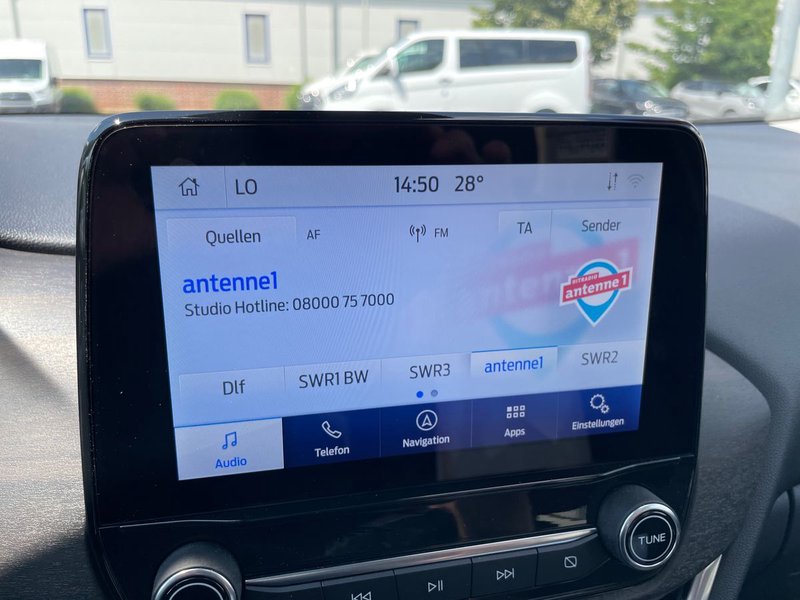 LO 14:50 28°
Quellen AF FM TA Sender
antenne1
Studio Hotline: 08000 75 7000
HITRADIO
antenne 1
Dlf SWR1 BW SWR3 antenne1 SWR2
Audio Telefon Navigation Apps Einstellungen
TUNE